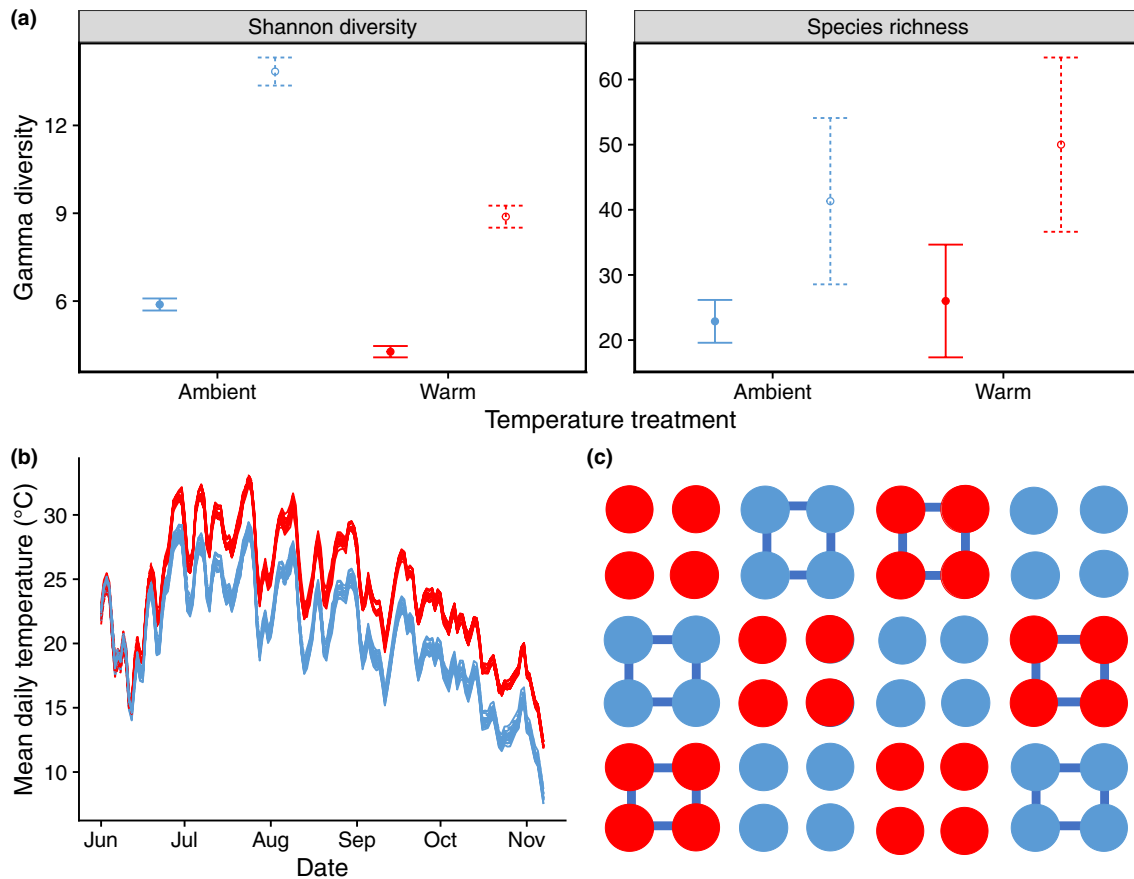 (a)
Shannon diversity
Species richness
Gamma diversity
12
9
6
60
50
40
30
20
Ambient
Warm
Ambient
Warm
Temperature treatment
(b)
Mean daily temperature (°C)
30
25
20
15
10
Jun
Jul
Aug
Sep
Oct
Nov
Date
(c)